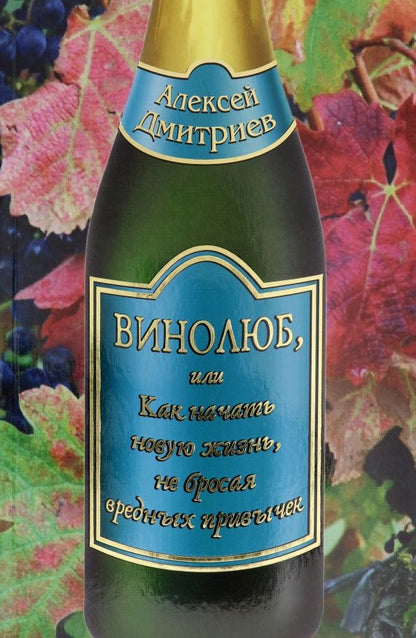 Алексей
Дмитриев
ВИНОЛЮБ,
или
Как начать
новую жизнь,
не бросая
вредных привычек